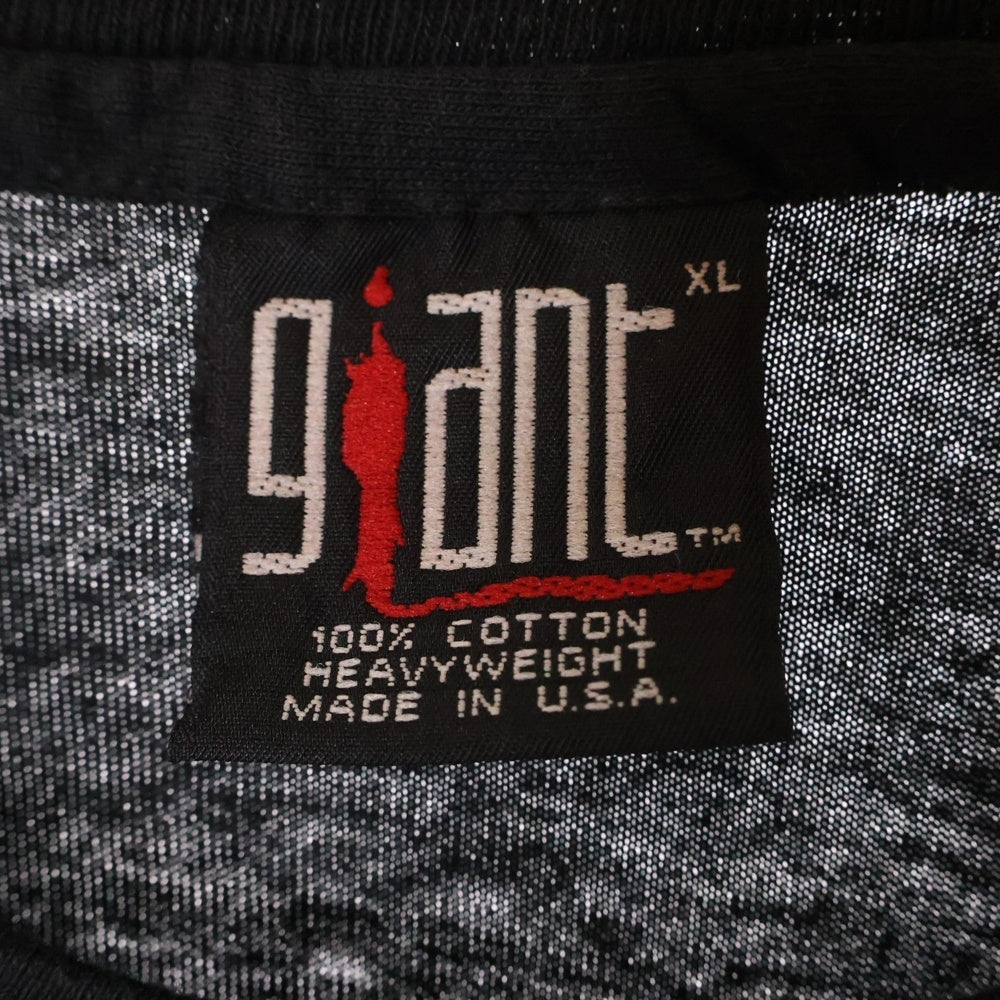 giant XL
TM
100% COTTON
HEAVYWEIGHT
MADE IN U.S.A.